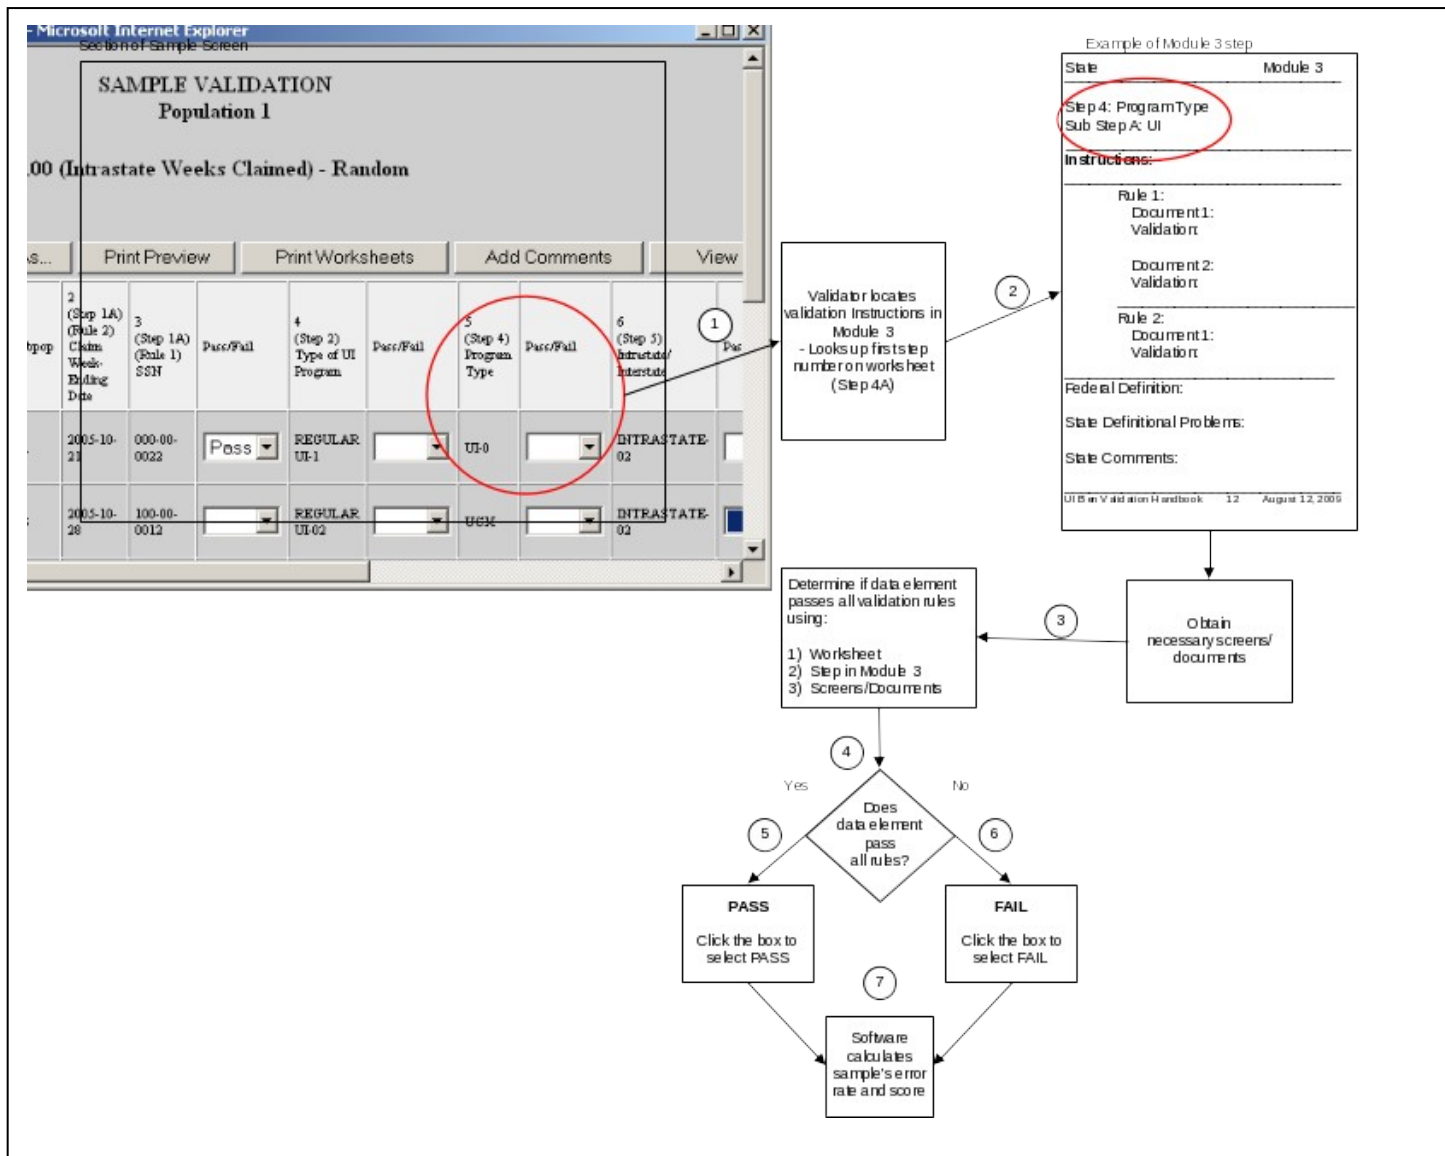 - Microsoft Internet Explorer
Section of Sample Screen
SAMPLE VALIDATION
Population 1
.00 (Intrastate Weeks Claimed) - Random
As...
Print Preview
Print Worksheets
Add Comments
View
2
(Step 1A)
(Rule 2)
Claim
Week-
Ending
Date
3
(Step 1A)
(Rule 1)
SSN
Pass/Fail
4
(Step 2)
Type of UI
Program
Pass/Fail
5
(Step 4)
Program
Type
Pass/Fail
6
(Step 5)
Intrastate/
Interstate
Pas
2005-10-
21
000-00-
0022
Pass
REGULAR
UI-1
UI-0
INTRASTATE-
02
2005-10-
28
100-00-
0012
REGULAR
UI-02
UCX
INTRASTATE-
02
1
Validator locates
validation Instructions in
Module 3
- Looks up first step
number on worksheet
(Step 4A)
2
Example of Module 3 step
State Module 3
Step 4: Program Type
Sub Step A: UI
Instructions:
Rule 1:
Document 1:
Validation:
Document 2:
Validation:
Rule 2:
Document 1:
Validation:
Federal Definition:
State Definitional Problems:
State Comments:
UI Ben Validation Handbook 12 August 12, 2009
Obtain
necessary screens/
documents
3
Determine if data element
passes all validation rules
using:
1) Worksheet
2) Step in Module 3
3) Screens/Documents
4
Yes
No
Does
data element
pass
all rules?
5
6
PASS
Click the box to
select PASS
FAIL
Click the box to
select FAIL
7
Software
calculates
sample's error
rate and score